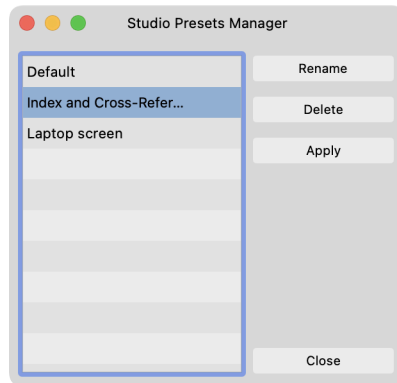 Studio Presets Manager
Default
Index and Cross-Refer...
Laptop screen
Rename
Delete
Apply
Close